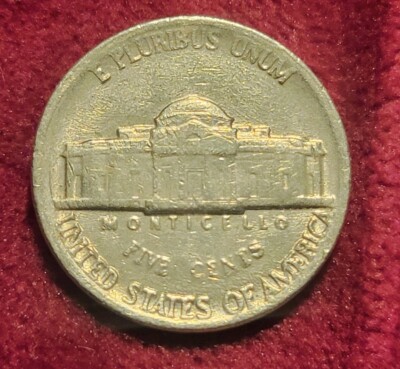 E PLURIBUS UNUM
MONTICELLO
FIVE CENTS
UNITED STATES OF AMERICA